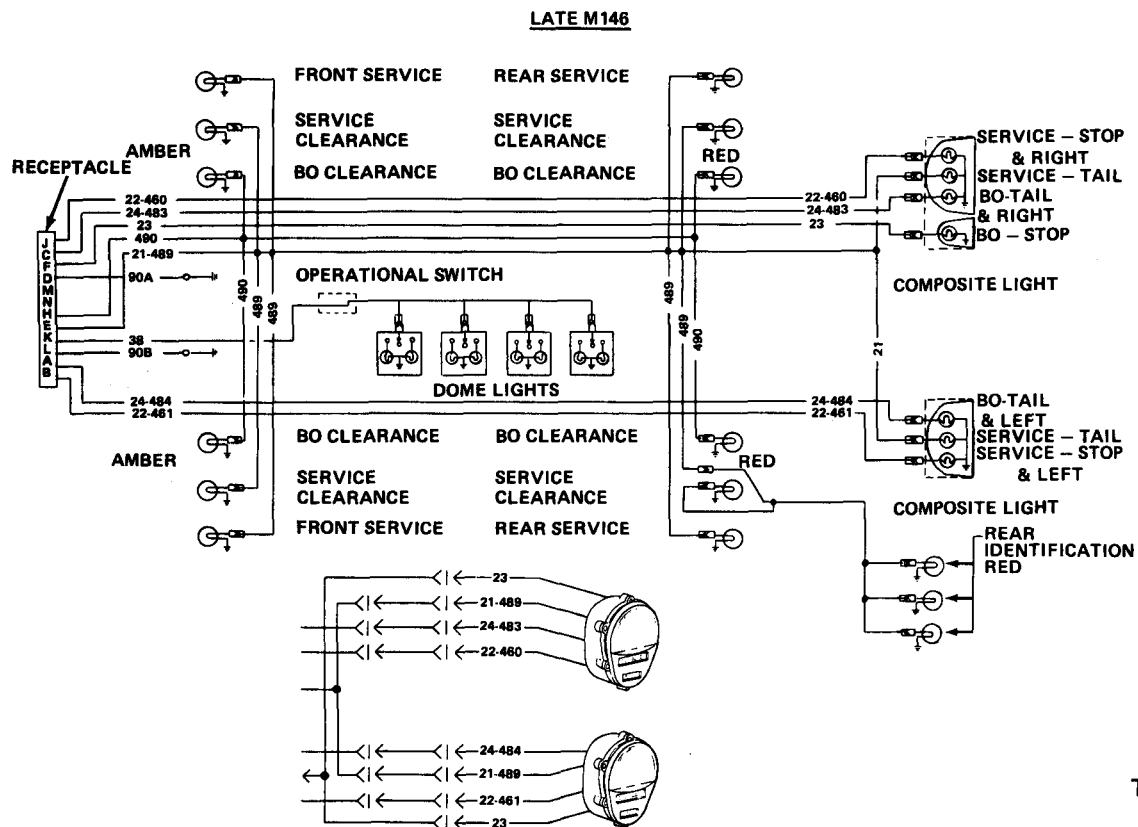 LATE M146
FRONT SERVICE
REAR SERVICE
SERVICE
CLEARANCE
SERVICE
CLEARANCE
AMBER
BO CLEARANCE
BO CLEARANCE
RED
RECEPTACLE
SERVICE – STOP
& RIGHT
SERVICE – TAIL
BO-TAIL
& RIGHT
BO – STOP
COMPOSITE LIGHT
22-460
24-483
23
490
21-489
22-460
24-483
23
J
C
F
D
M
N
H
E
K
L
A
B
90A
38
90B
24-484
22-461
490
489
489
OPERATIONAL SWITCH
DOME LIGHTS
489
489
490
21
24-484
22-461
BO-TAIL
& LEFT
SERVICE – TAIL
SERVICE – STOP
& LEFT
COMPOSITE LIGHT
BO CLEARANCE
BO CLEARANCE
AMBER
RED
SERVICE
CLEARANCE
SERVICE
CLEARANCE
FRONT SERVICE
REAR SERVICE
REAR
IDENTIFICATION
RED
23
21-489
24-483
22-460
24-484
21-489
22-461
23
T